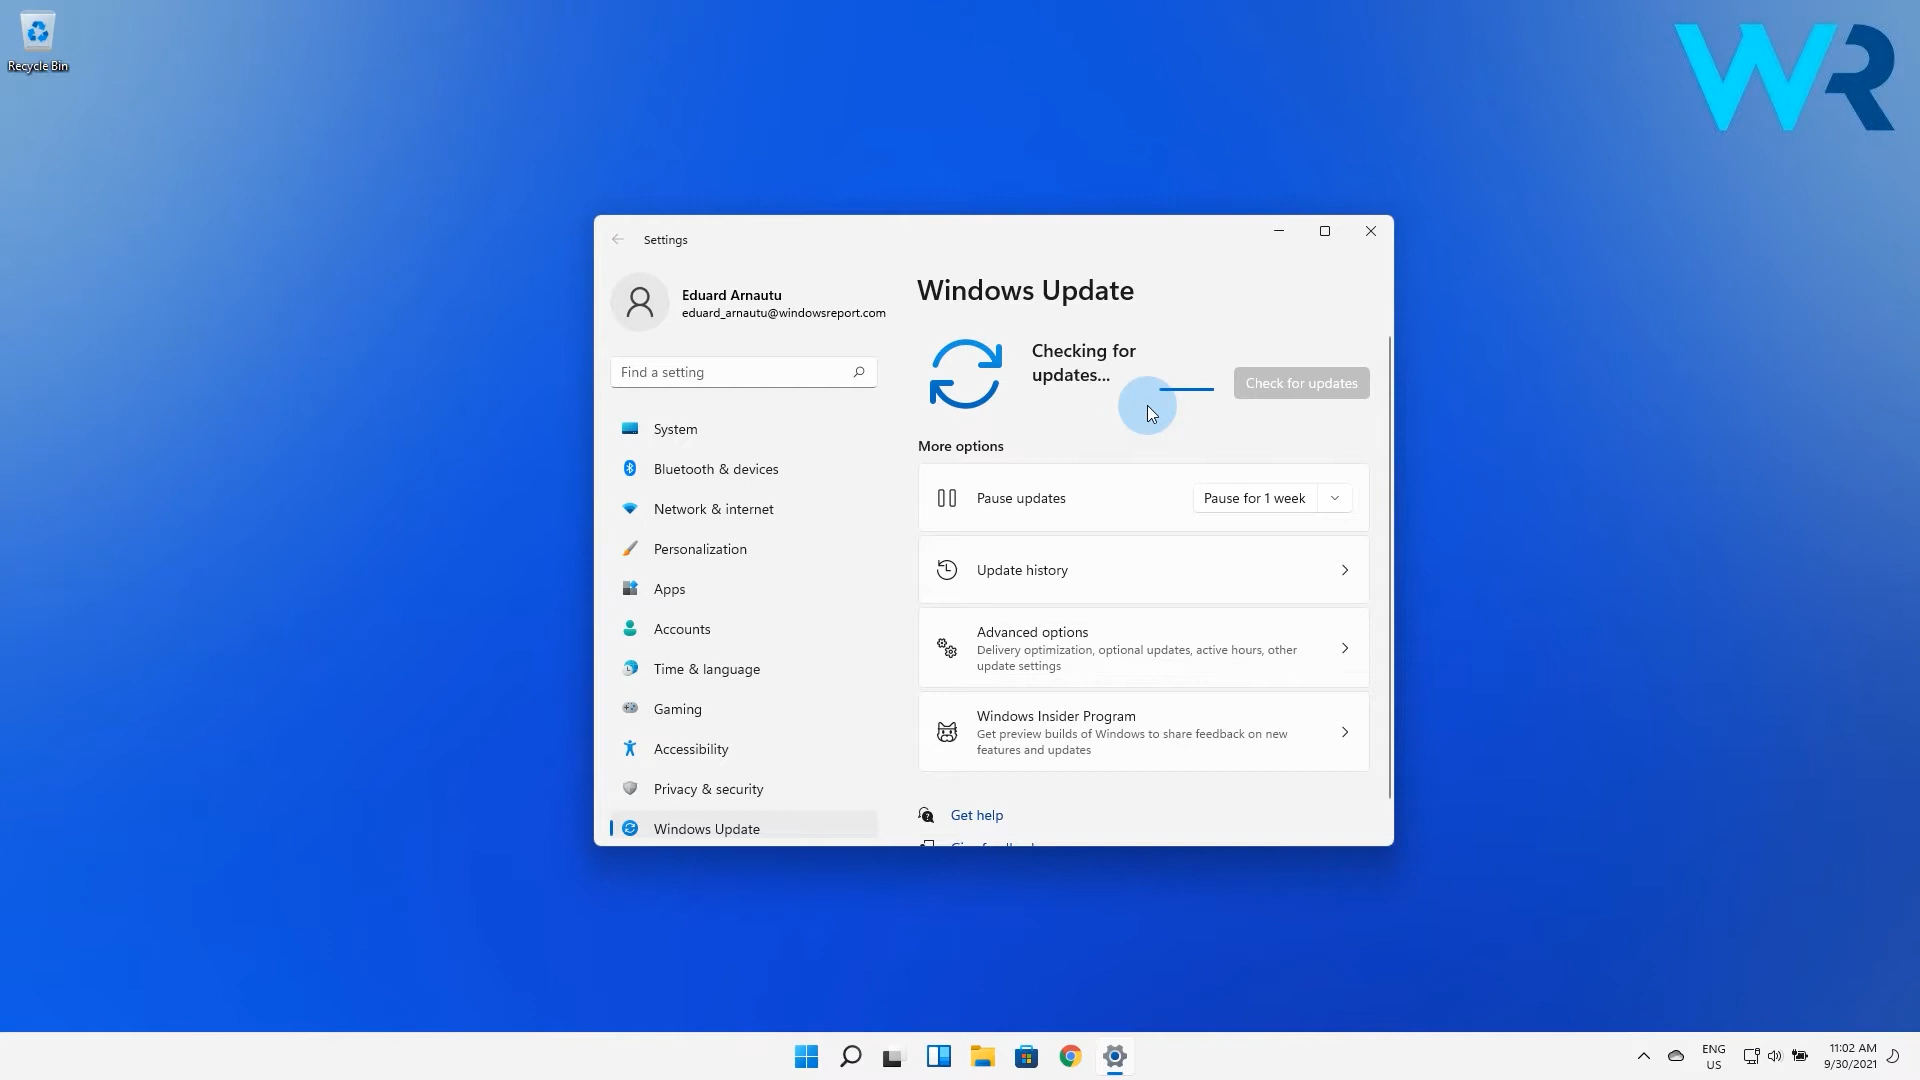 Recycle Bin
WR
Settings
Eduard Arnautu
eduard_arnautu@windowsreport.com
Find a setting
System
Bluetooth & devices
Network & internet
Personalization
Apps
Accounts
Time & language
Gaming
Accessibility
Privacy & security
Windows Update
Windows Update
Checking for
updates...
Check for updates
More options
Pause updates
Pause for 1 week
Update history
Advanced options
Delivery optimization, optional updates, active hours, other
update settings
Windows Insider Program
Get preview builds of Windows to share feedback on new
features and updates
Get help
ENG
US
11:02 AM
9/30/2021